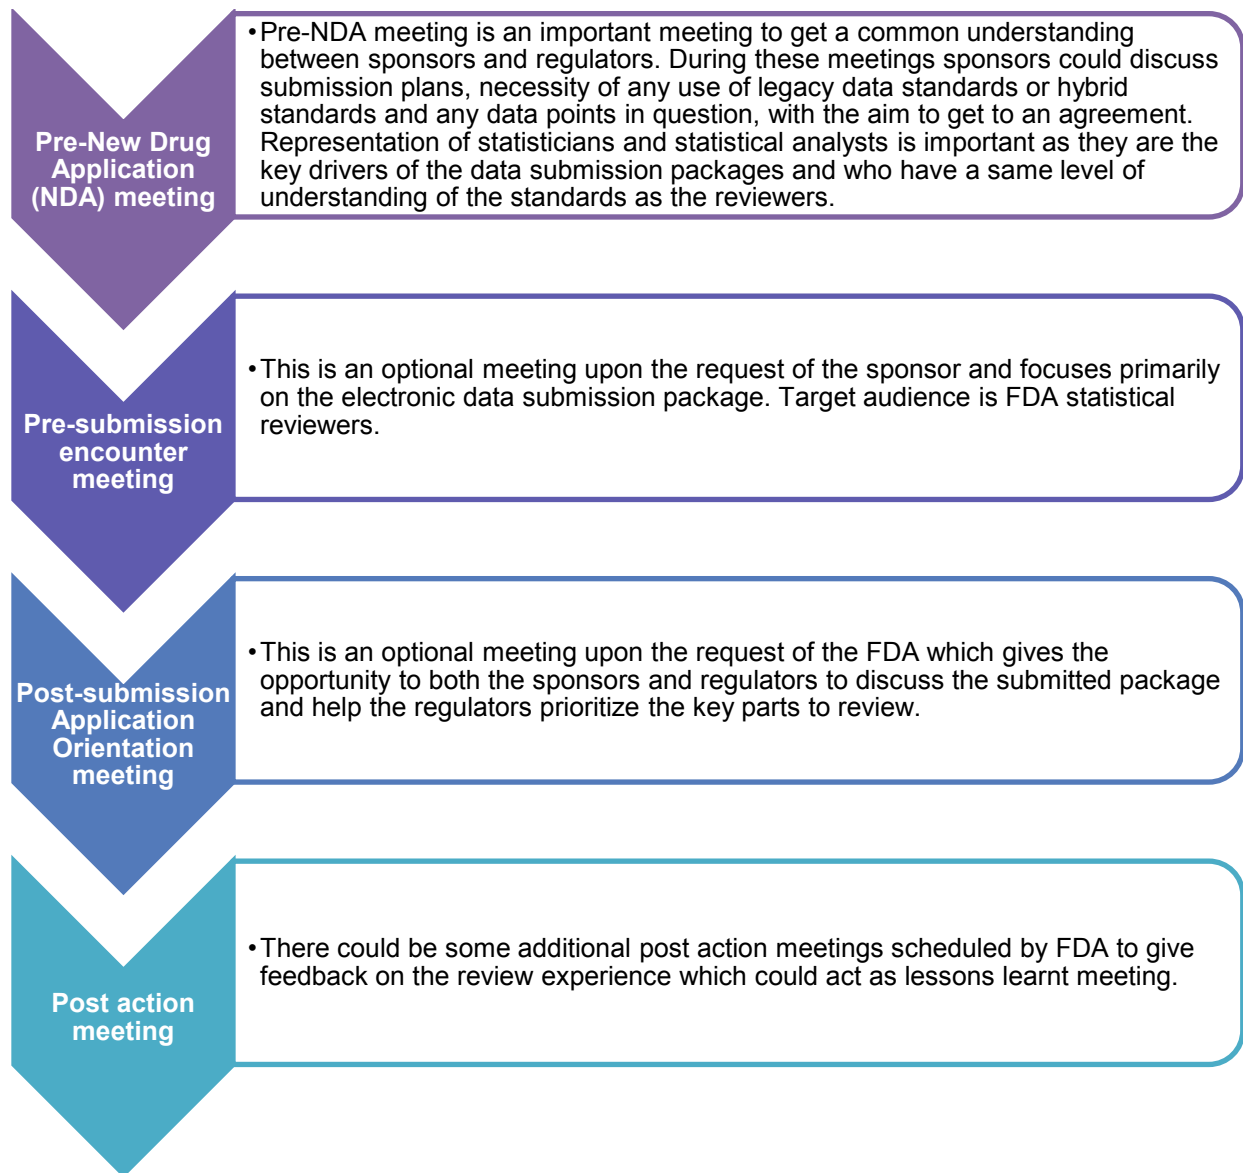 Pre-New Drug
Application
(NDA) meeting
•Pre-NDA meeting is an important meeting to get a common understanding
between sponsors and regulators. During these meetings sponsors could discuss
submission plans, necessity of any use of legacy data standards or hybrid
standards and any data points in question, with the aim to get to an agreement.
Representation of statisticians and statistical analysts is important as they are the
key drivers of the data submission packages and who have a same level of
understanding of the standards as the reviewers.
Pre-submission
encounter
meeting
•This is an optional meeting upon the request of the sponsor and focuses primarily
on the electronic data submission package. Target audience is FDA statistical
reviewers.
Post-submission
Application
Orientation
meeting
•This is an optional meeting upon the request of the FDA which gives the
opportunity to both the sponsors and regulators to discuss the submitted package
and help the regulators prioritize the key parts to review.
Post action
meeting
•There could be some additional post action meetings scheduled by FDA to give
feedback on the review experience which could act as lessons learnt meeting.